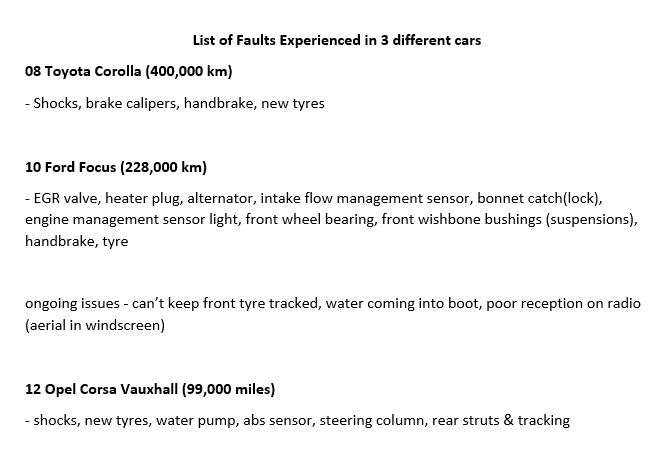 List of Faults Experienced in 3 different cars
08 Toyota Corolla (400,000 km)
- Shocks, brake calipers, handbrake, new tyres
10 Ford Focus (228,000 km)
- EGR valve, heater plug, alternator, intake flow management sensor, bonnet catch(lock),
engine management sensor light, front wheel bearing, front wishbone bushings (suspensions),
handbrake, tyre
ongoing issues - can’t keep front tyre tracked, water coming into boot, poor reception on radio
(aerial in windscreen)
12 Opel Corsa Vauxhall (99,000 miles)
- shocks, new tyres, water pump, abs sensor, steering column, rear struts & tracking